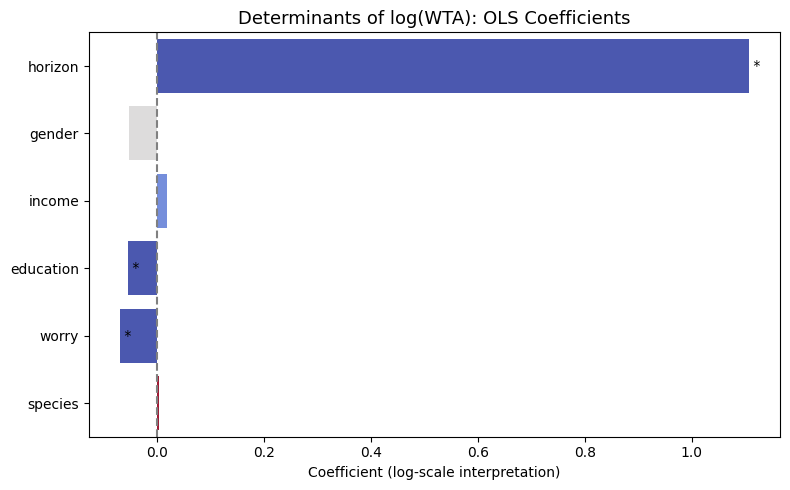 Determinants of log(WTA): OLS Coefficients
horizon
*
gender
income
education
*
worry
*
species
0.0
0.2
0.4
0.6
0.8
1.0
Coefficient (log-scale interpretation)